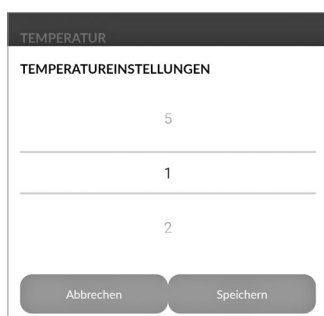 TEMPERATUR
TEMPERATUREINSTELLUNGEN
5
1
2
Abbrechen Speichern